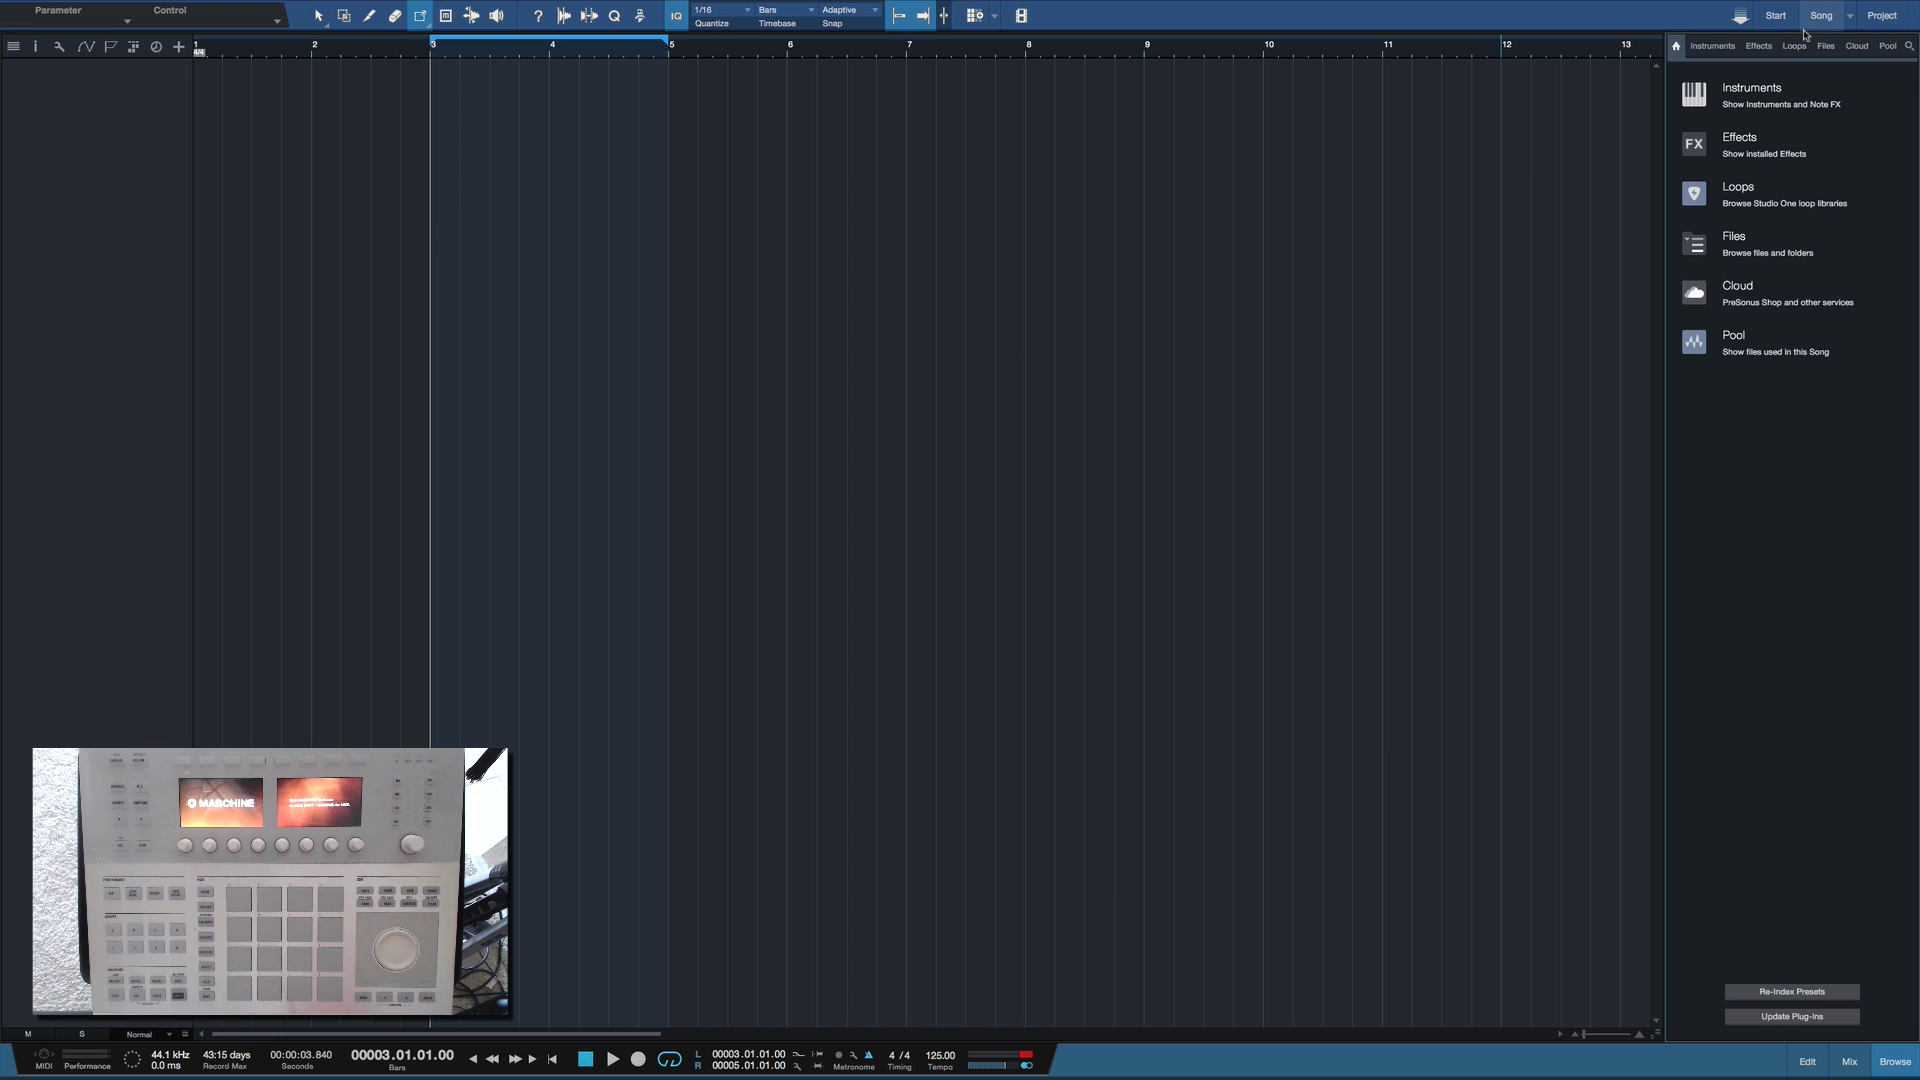 Parameter
Control
1/16
Quantize
Bars
Timebase
Adaptive
Snap
IQ
Start
Song
Project
1
2
3
4
5
6
7
8
9
10
11
12
13
4/4
Instruments
Effects
Loops
Files
Cloud
Pool
Instruments
Show Instruments and Note FX
FX
Effects
Show installed Effects
Loops
Browse Studio One loop libraries
Files
Browse files and folders
Cloud
PreSonus Shop and other services
Pool
Show files used in this Song
MASCHINE
Re-Index Presets
Update Plug-Ins
M
S
Normal
MIDI
Performance
44.1 kHz
0.0 ms
43:15 days
Record Max
00:00:03.840
Seconds
00003.01.01.00
Bars
L 00003.01.01.00
R 00005.01.01.00
Metronome
4 / 4
Timing
125.00
Tempo
Edit
Mix
Browse